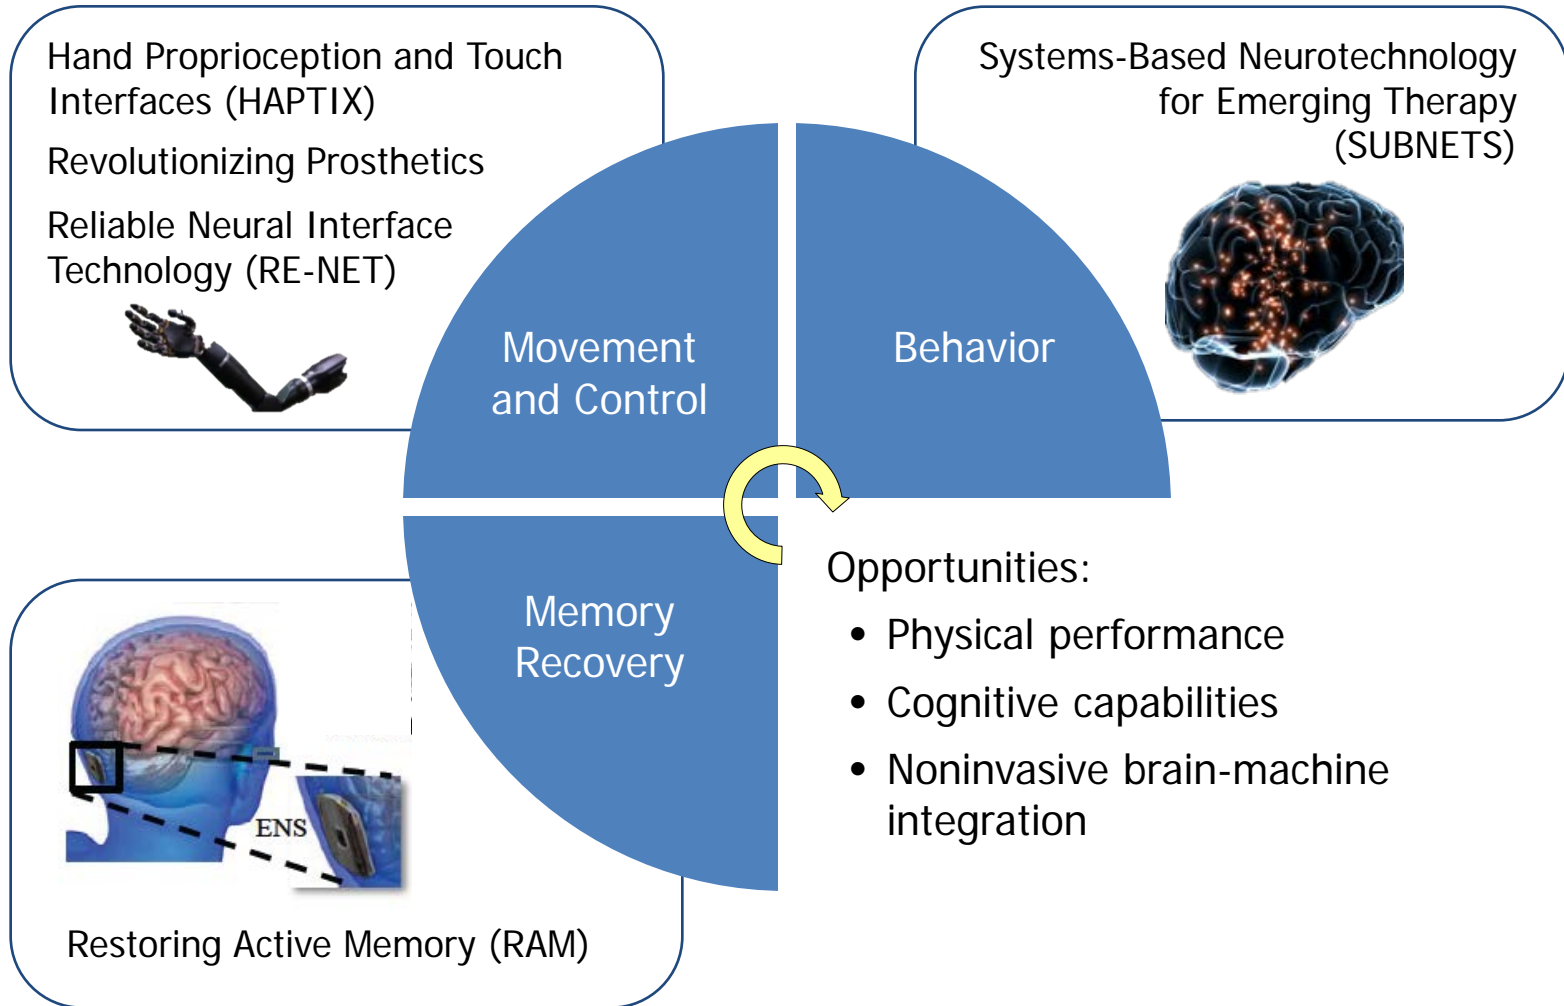 Hand Proprioception and Touch
Interfaces (HAPTIX)
Revolutionizing Prosthetics
Reliable Neural Interface
Technology (RE-NET)
Systems-Based Neurotechnology
for Emerging Therapy
(SUBNETS)
Movement
and Control
Behavior
Memory
Recovery
Opportunities:
• Physical performance
• Cognitive capabilities
• Noninvasive brain-machine
integration
ENS
Restoring Active Memory (RAM)